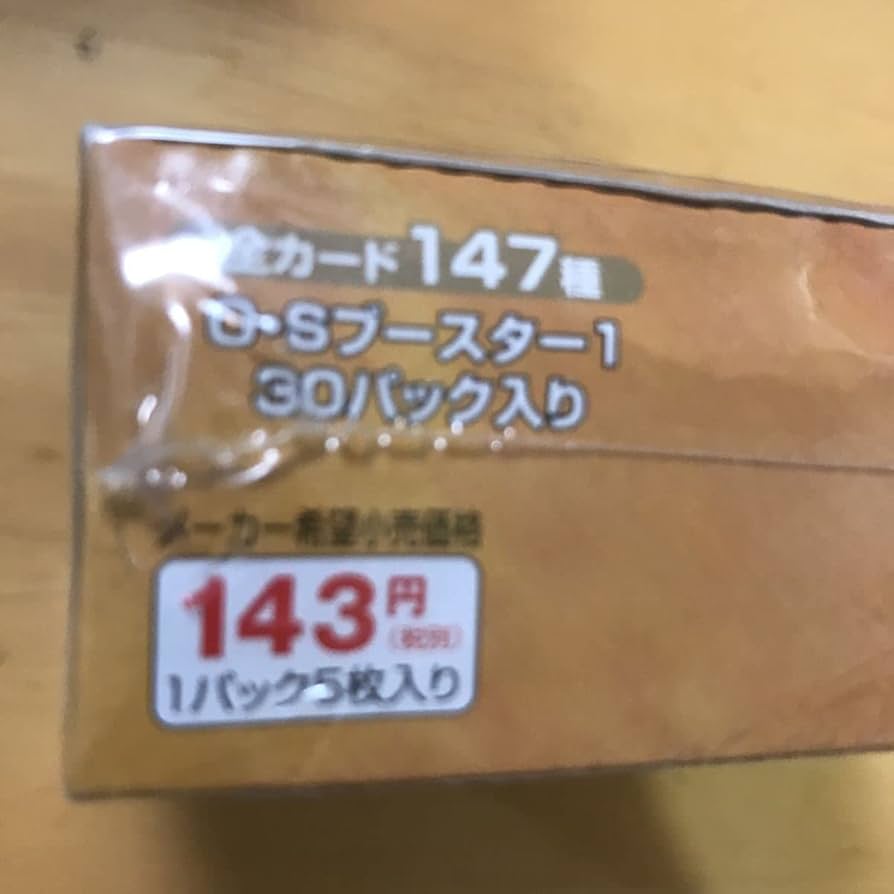 全カード147種
O・Sブースター1
30パック入り
メーカー希望小売価格
143円(税別)
1パック5枚入り